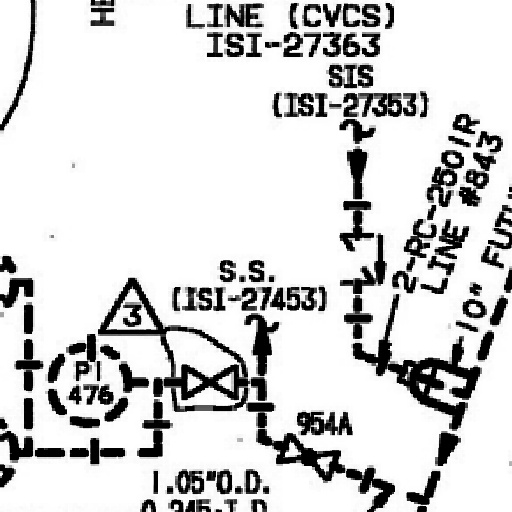 HE
LINE (CVCS)
ISI-27363
SIS
(ISI-27353)
2-RC-2501R
LINE #843
10" FUTU
S.S.
(ISI-27453)
3
PI
476
954A
1.05"O.D.
0.245-I.D.